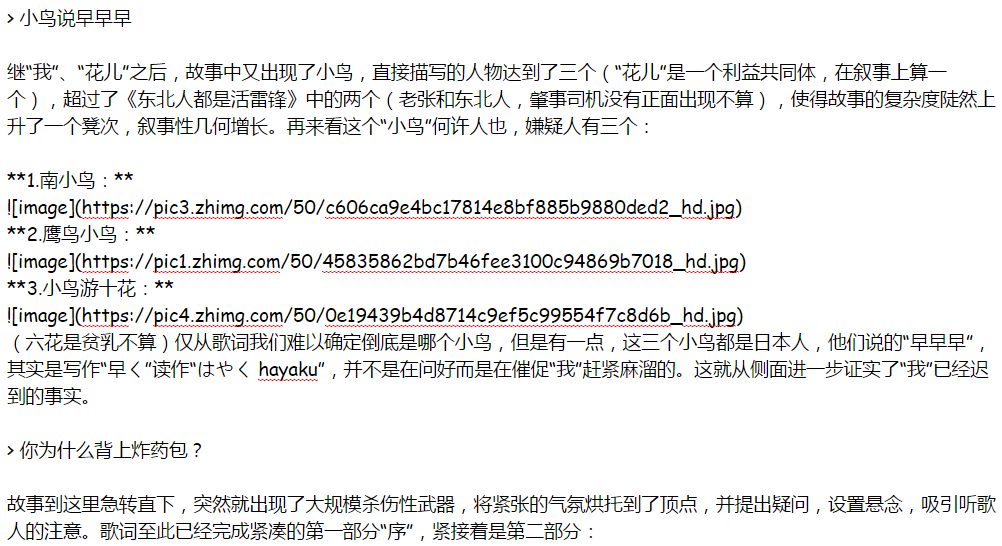 > 小鸟说早早早
继“我”、“花儿”之后，故事中又出现了小鸟，直接描写的人物达到了三个（“花儿”是一个利益共同体，在叙事上算一
个），超过了《东北人都是活雷锋》中的两个（老张和东北人，肇事司机没有正面出现不算），使得故事的复杂度陡然上
升了一个凳次，叙事性几何增长。再来看这个“小鸟”何许人也，嫌疑人有三个：
**1.南小鸟：**
![image](https://pic3.zhimg.com/50/c606ca9e4bc17814e8bf885b9880ded2_hd.jpg)
**2.鹰鸟小鸟：**
![image](https://pic1.zhimg.com/50/45835862bd7b46fee3100c94869b7018_hd.jpg)
**3.小鸟游十花：**
![image](https://pic4.zhimg.com/50/0e19439b4d8714c9ef5c99554f7c8d6b_hd.jpg)
（六花是贫乳不算）仅从歌词我们难以确定到底是哪个小鸟，但是有一点，这三个小鸟都是日本人，他们说的“早早早”，
其实是写作“早く”读作“はやく hayaku”，并不是在问好而是在催促“我”赶紧麻溜的。这就从侧面进一步证实了“我”已经迟
到的事实。
> 你为什么背上炸药包？
故事到这里急转直下，突然就出现了大规模杀伤性武器，将紧张的气氛烘托到了顶点，并提出疑问，设置悬念，吸引听歌
人的注意。歌词至此已经完成紧凑的第一部分“序”，紧接着是第二部分：